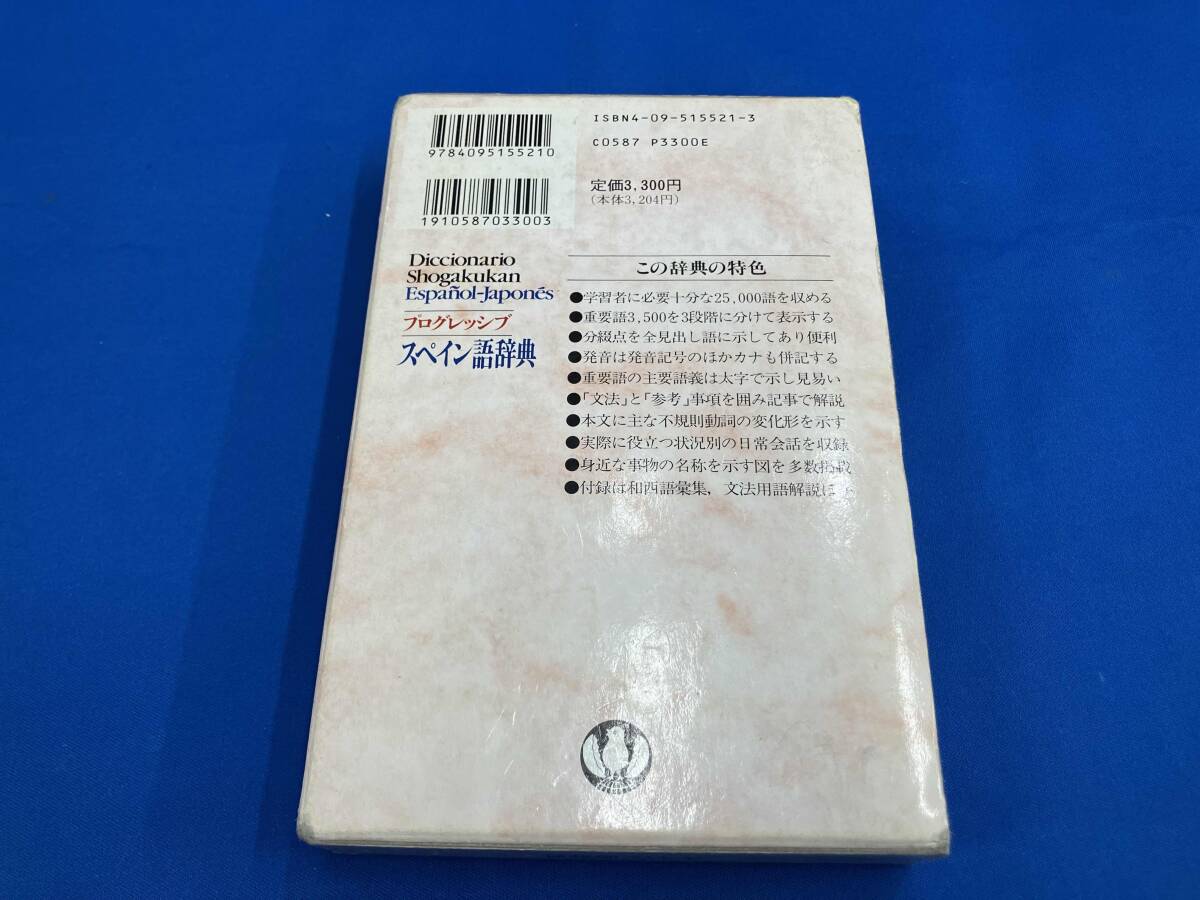 9784095155210
1910587033003
ISBN4-09-515521-3
C0587 P3300E
定価3,300円
(本体3,204円)
Diccionario
Shogakukan
Español-Japonés
プログレッシブ
スペイン語辞典
この辞典の特色
●学習者に必要十分な25,000語を収める
●重要語3,500を3段階に分けて表示する
●分綴点を全見出し語に示してあり便利
●発音は発音記号のほかカナも併記する
●重要語の主要語義は太字で示し見易い
●「文法」と「参考」事項を囲み記事で解説
●本文に主な不規則動詞の変化形を示す
●実際に役立つ状況別の日常会話を収録
●身近な事物の名称を示す図を多数掲載
●付録は和西語彙集, 文法用語解説ほか